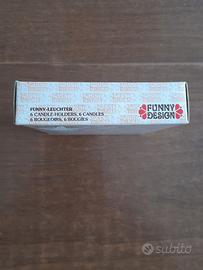 FUNNY-LEUCHTER
6 CANDLE-HOLDERS, 6 CANDLES
6 BOUGEOIRS, 6 BOUGIES
FUNNY
DESIGN
subito